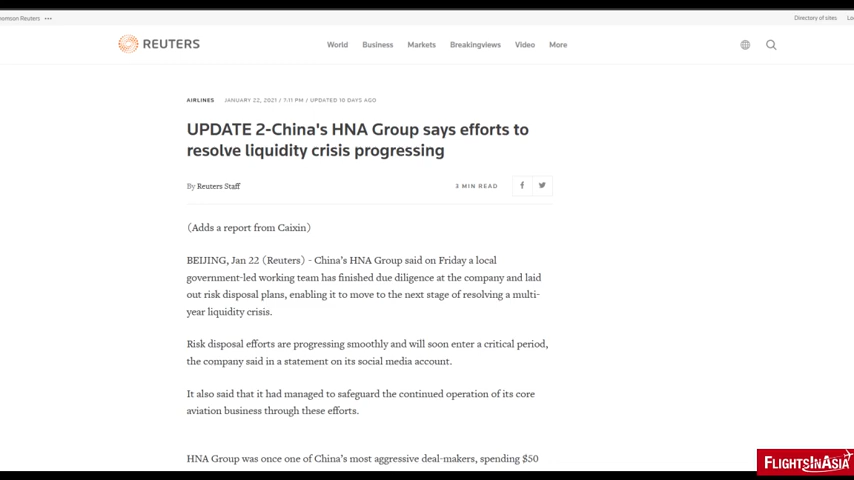 Thomson Reuters
Directory of sites
REUTERS
World Business Markets Breakingviews Video More
AIRLINES JANUARY 22, 2021 / 7:11 PM / UPDATED 10 DAYS AGO
UPDATE 2-China's HNA Group says efforts to
resolve liquidity crisis progressing
By Reuters Staff
3 MIN READ
(Adds a report from Caixin)
BEIJING, Jan 22 (Reuters) - China’s HNA Group said on Friday a local
government-led working team has finished due diligence at the company and laid
out risk disposal plans, enabling it to move to the next stage of resolving a multi-
year liquidity crisis.
Risk disposal efforts are progressing smoothly and will soon enter a critical period,
the company said in a statement on its social media account.
It also said that it had managed to safeguard the continued operation of its core
aviation business through these efforts.
HNA Group was once one of China’s most aggressive deal-makers, spending $50
FLIGHTSINASIA